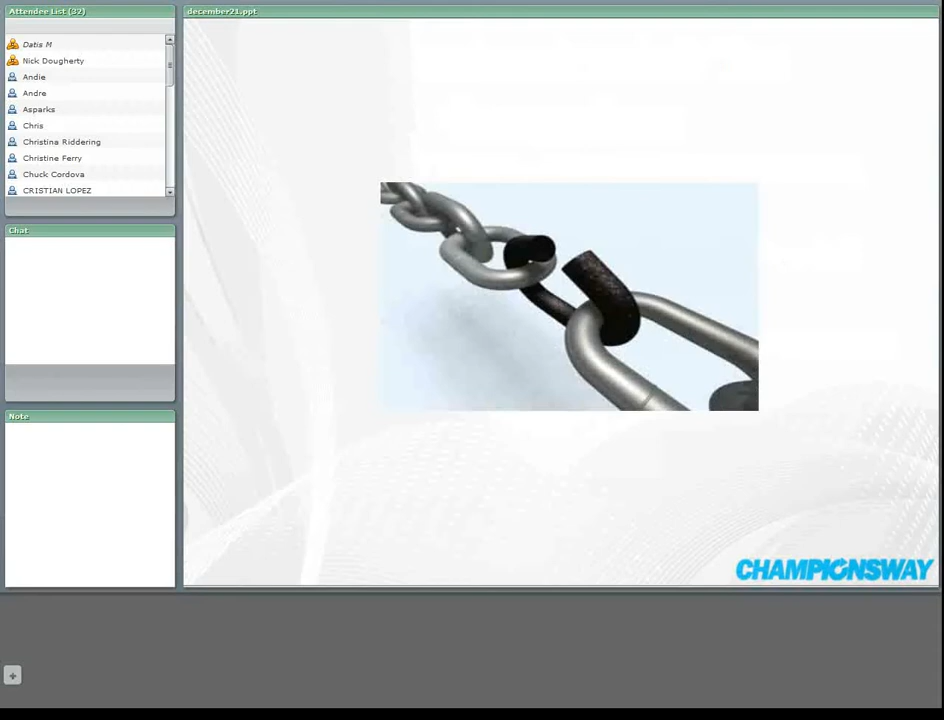 Attendee List (32)
Datis M
Nick Dougherty
Andie
Andre
Asparks
Chris
Christina Riddering
Christine Ferry
Chuck Cordova
CRISTIAN LOPEZ
Chat
Note
december21.ppt
CHAMPIONSWAY